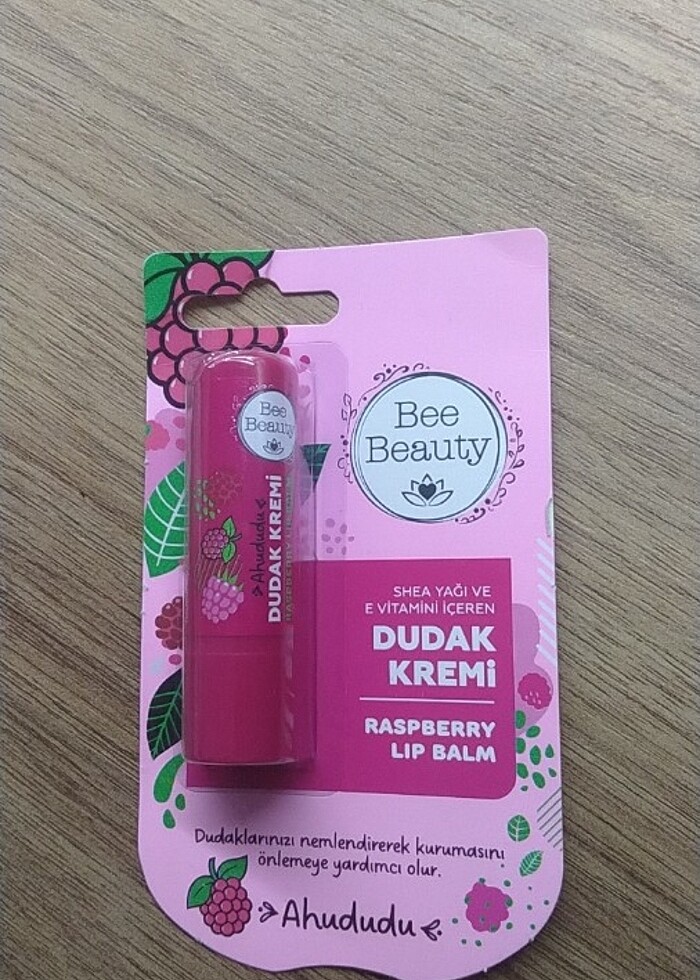 Bee
Beauty
Bee
Beauty
Ahududu
DUDAK KREMİ
SHEA YAĞI VE
E VİTAMİNİ İÇEREN
DUDAK
KREMİ
RASPBERRY
LIP BALM
Dudaklarınızı nemlendirerek kurumasını
önlemeye yardımcı olur.
Ahududu